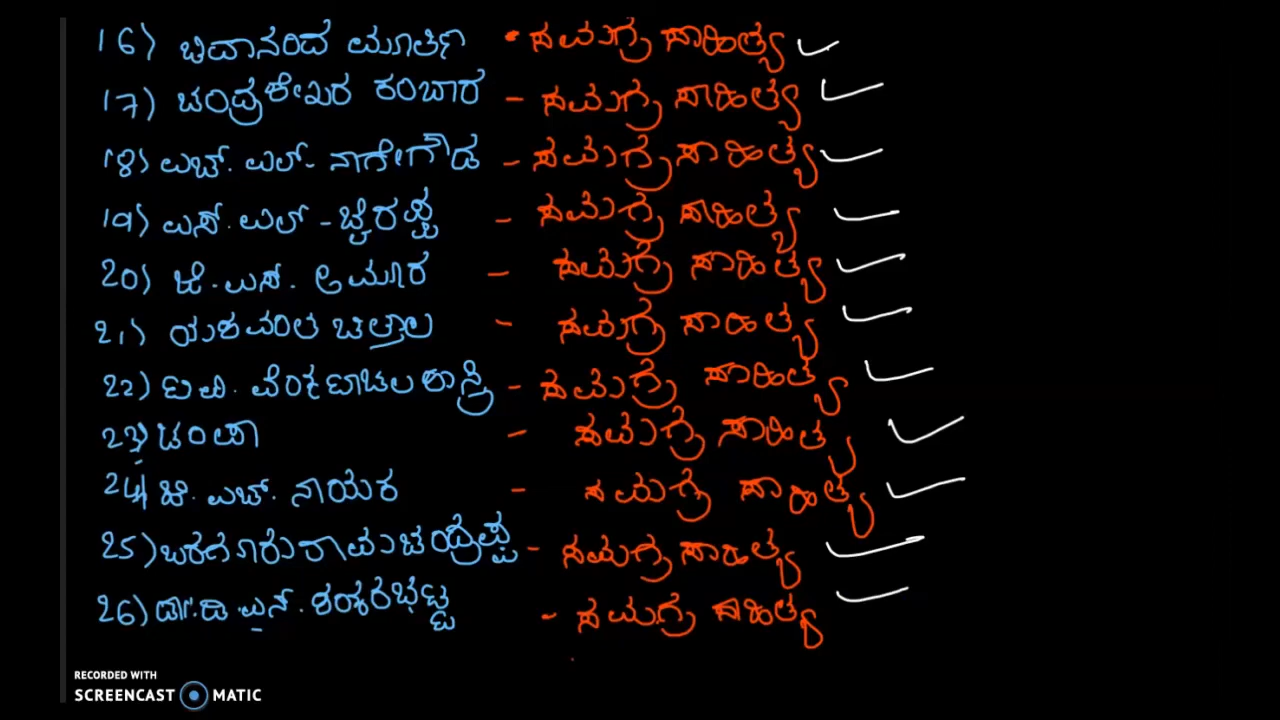 16) ಚಿದಾನಂದ ಮೂರ್ತಿ • ಸಮಗ್ರ ಸಾಹಿತ್ಯ
17) ಚಂದ್ರಶೇಖರ ಕಂಬಾರ - ಸಮಗ್ರ ಸಾಹಿತ್ಯ
18) ಎಚ್. ಎಲ್- ನಾಗೇಗೌಡ - ಸಮಗ್ರ ಸಾಹಿತ್ಯ
19) ಎಸ್. ಎಲ್ - ಭೈರಪ್ಪ - ಸಮಗ್ರ ಸಾಹಿತ್ಯ
20) ಜಿ. ಎಸ್. ಆಮೂರ - ಸಮಗ್ರ ಸಾಹಿತ್ಯ
21) ಯಶವಂತ ಚಿತ್ತಾಲ - ಸಮಗ್ರ ಸಾಹಿತ್ಯ
22) ಟಿ.ವಿ. ವೆಂಕಟಾಚಲ ಶಾಸ್ತ್ರಿ - ಸಮಗ್ರ ಸಾಹಿತ್ಯ
23) ಚಂಪಾ - ಸಮಗ್ರ ಸಾಹಿತ್ಯ
24) ಜಿ. ಎಚ್. ನಾಯಕ - ಸಮಗ್ರ ಸಾಹಿತ್ಯ
25) ಬರಗೂರು ರಾಮಚಂದ್ರಪ್ಪ - ಸಮಗ್ರ ಸಾಹಿತ್ಯ
26) ಡಾ. ಡಿ. ಎನ್. ಶಂಕರಭಟ್ಟ - ಸಮಗ್ರ ಸಾಹಿತ್ಯ
RECORDED WITH
SCREENCAST MATIC